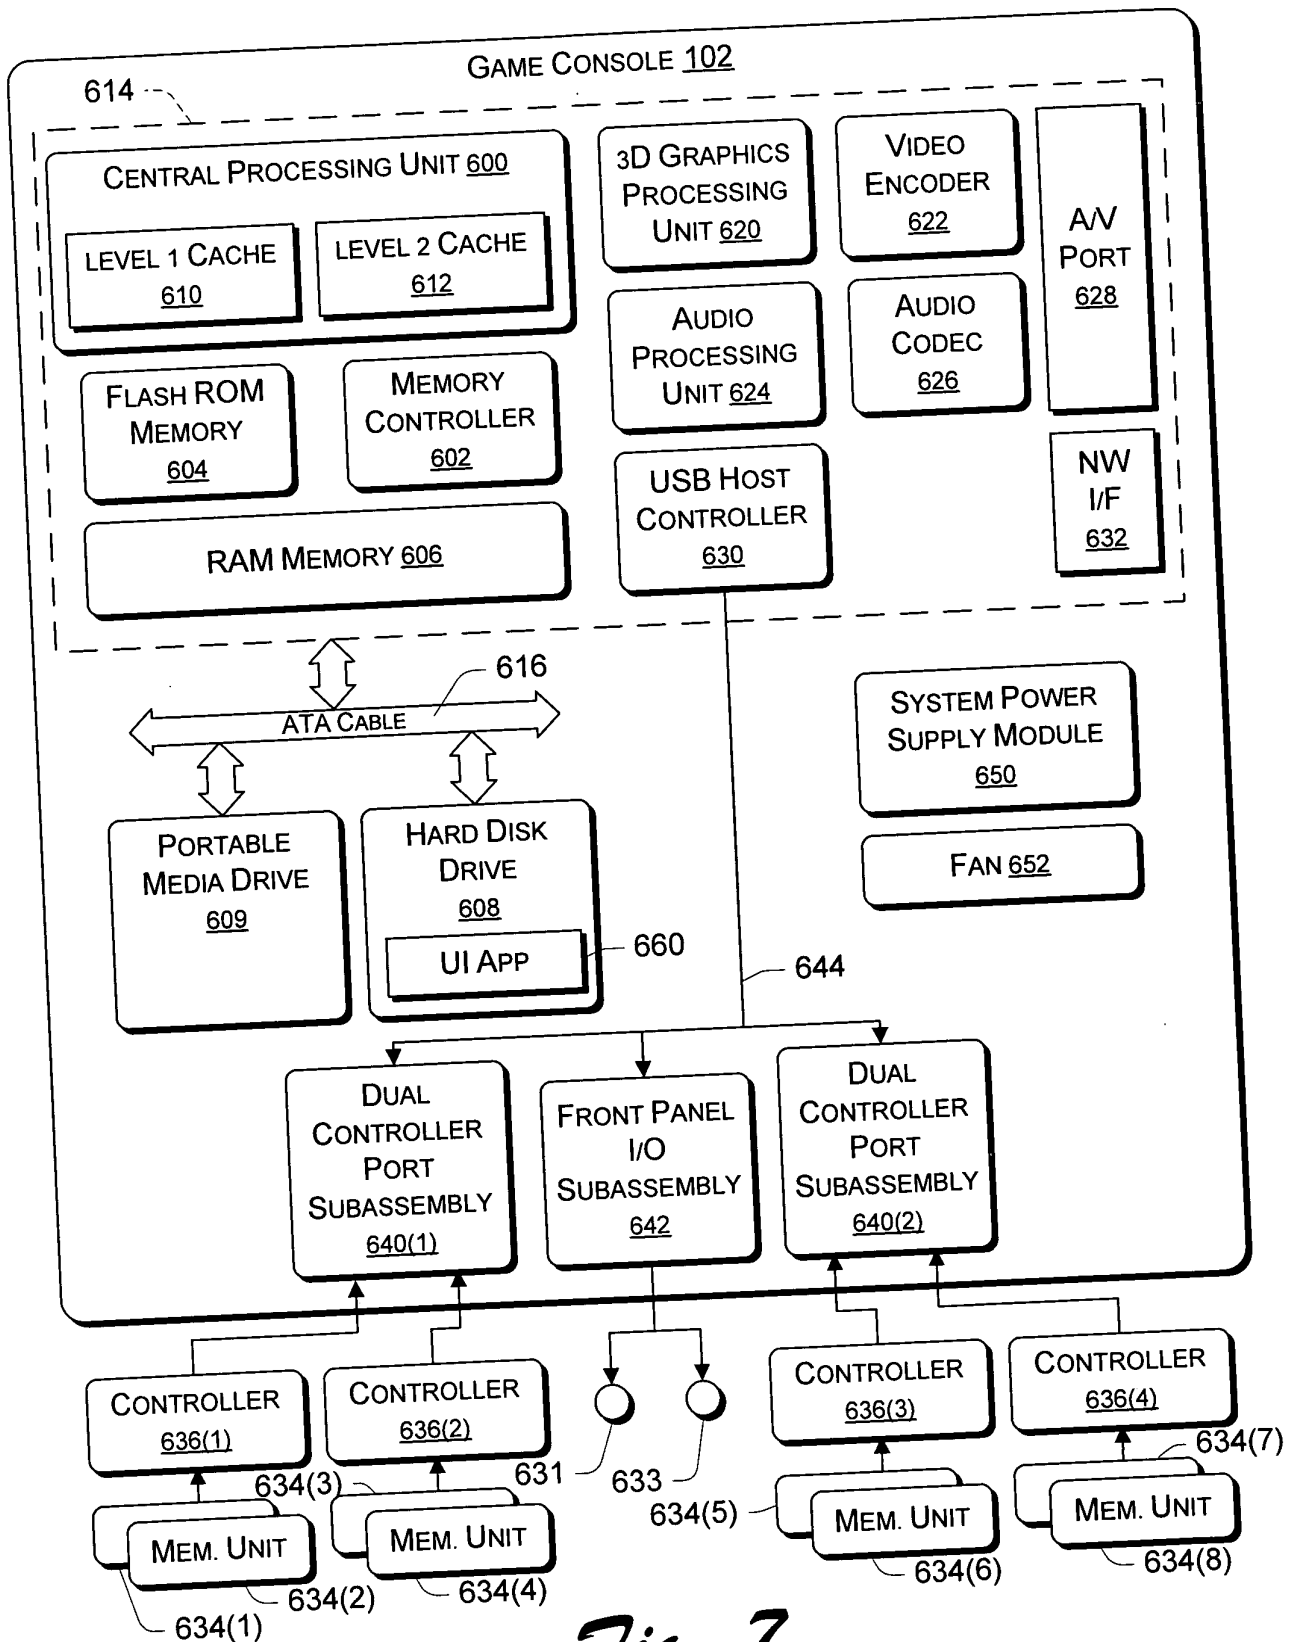 GAME CONSOLE 102
614
CENTRAL PROCESSING UNIT 600
LEVEL 1 CACHE
610
LEVEL 2 CACHE
612
3D GRAPHICS
PROCESSING
UNIT 620
VIDEO
ENCODER
622
A/V
PORT
628
AUDIO
PROCESSING
UNIT 624
AUDIO
CODEC
626
FLASH ROM
MEMORY
604
MEMORY
CONTROLLER
602
USB HOST
CONTROLLER
630
NW
I/F
632
RAM MEMORY 606
616
ATA CABLE
SYSTEM POWER
SUPPLY MODULE
650
PORTABLE
MEDIA DRIVE
609
HARD DISK
DRIVE
608
UI APP
660
FAN 652
644
DUAL
CONTROLLER
PORT
SUBASSEMBLY
640(1)
FRONT PANEL
I/O
SUBASSEMBLY
642
DUAL
CONTROLLER
PORT
SUBASSEMBLY
640(2)
CONTROLLER
636(1)
CONTROLLER
636(2)
631
633
CONTROLLER
636(3)
CONTROLLER
636(4)
634(3)
634(5)
634(7)
MEM. UNIT
MEM. UNIT
MEM. UNIT
MEM. UNIT
634(1)
634(2)
634(4)
634(6)
634(8)
Fig. 7